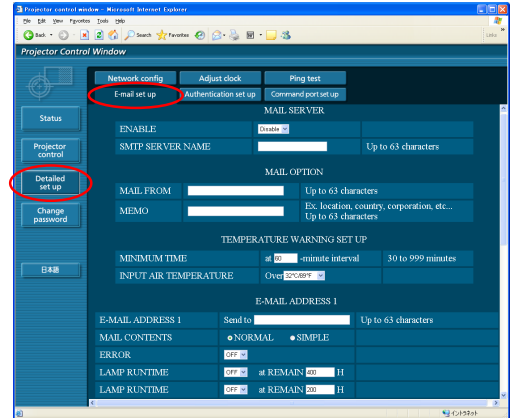 Projector control window - Microsoft Internet Explorer
File Edit View Favorites Tools Help
Back Search Favorites Links
Projector Control Window
Network config Adjust clock Ping test
E-mail set up Authentication set up Command port set up
Status
Projector control
Detailed set up
Change password
日本語
MAIL SERVER
ENABLE Disable
SMTP SERVER NAME Up to 63 characters
MAIL OPTION
MAIL FROM Up to 63 characters
MEMO Ex. location, country, corporation, etc...
Up to 63 characters
TEMPERATURE WARNING SET UP
MINIMUM TIME at 60 -minute interval 30 to 999 minutes
INPUT AIR TEMPERATURE Over 32°C/89°F
E-MAIL ADDRESS 1
E-MAIL ADDRESS 1 Send to Up to 63 characters
MAIL CONTENTS NORMAL SIMPLE
ERROR OFF
LAMP RUNTIME OFF at REMAIN 400 H
LAMP RUNTIME OFF at REMAIN 200 H
インターネット